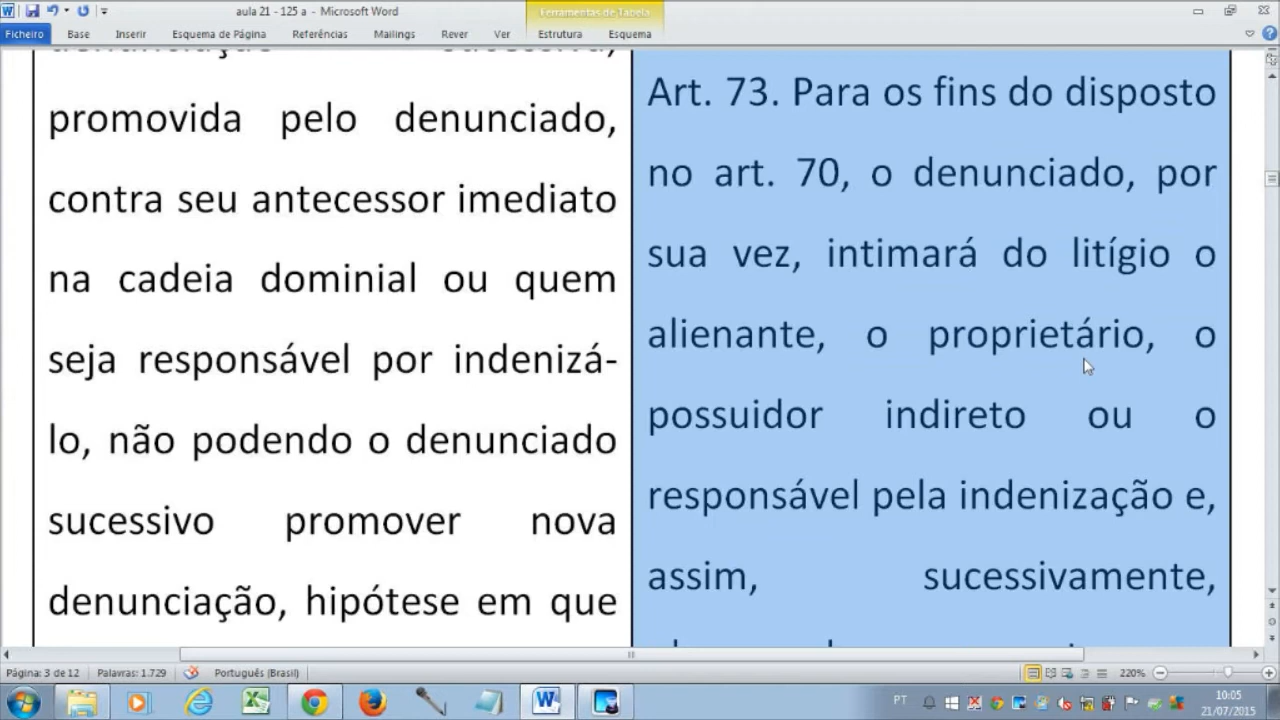 aula 21 - 125 a - Microsoft Word
Ferramentas de Tabela
Ficheiro Base Inserir Esquema de Página Referências Mailings Rever Ver Estrutura Esquema
promovida pelo denunciado,
contra seu antecessor imediato
na cadeia dominial ou quem
seja responsável por indenizá-
lo, não podendo o denunciado
sucessivo promover nova
denunciação, hipótese em que
Art. 73. Para os fins do disposto
no art. 70, o denunciado, por
sua vez, intimará do litígio o
alienante, o proprietário, o
possuidor indireto ou o
responsável pela indenização e,
assim, sucessivamente,
Página: 3 de 12 Palavras: 1.729 Português (Brasil) 220%
PT 10:05
21/07/2015